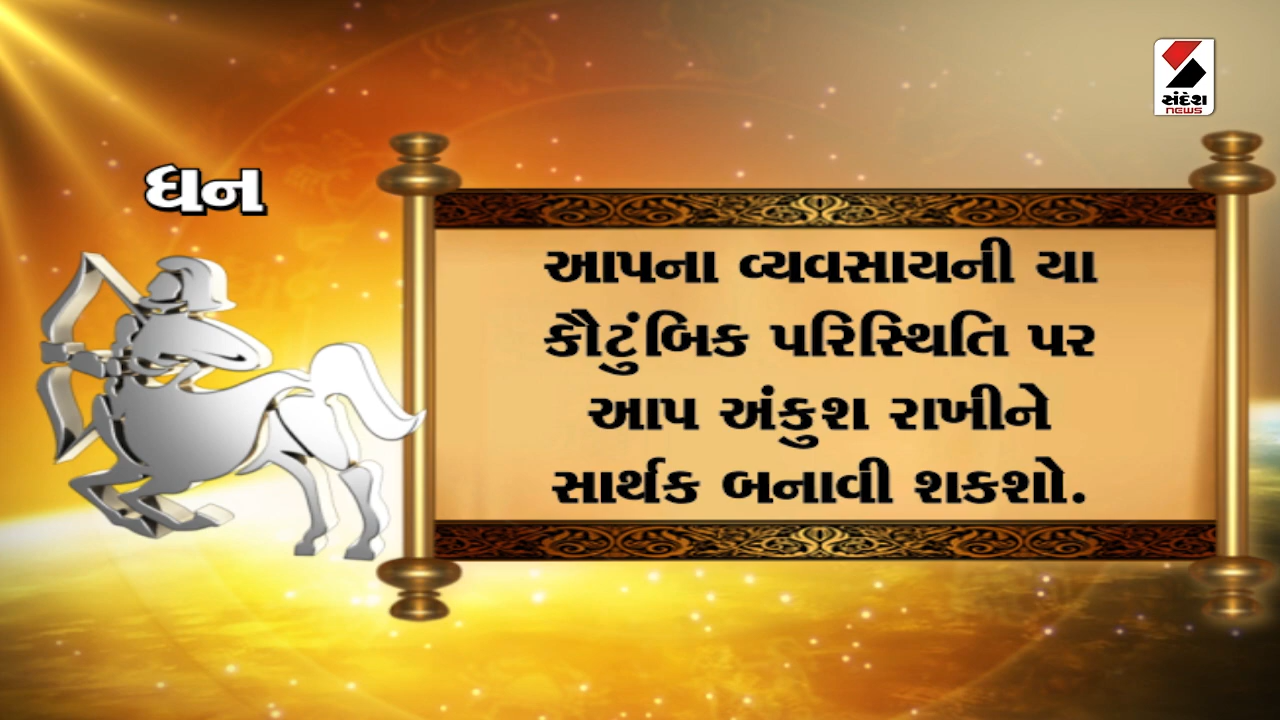 સંદેશ
NEWS
ધન
આપના વ્યવસાયની યા
કૌટુંબિક પરિસ્થિતિ પર
આપ અંકુશ રાખીને
સાર્થક બનાવી શકશો.